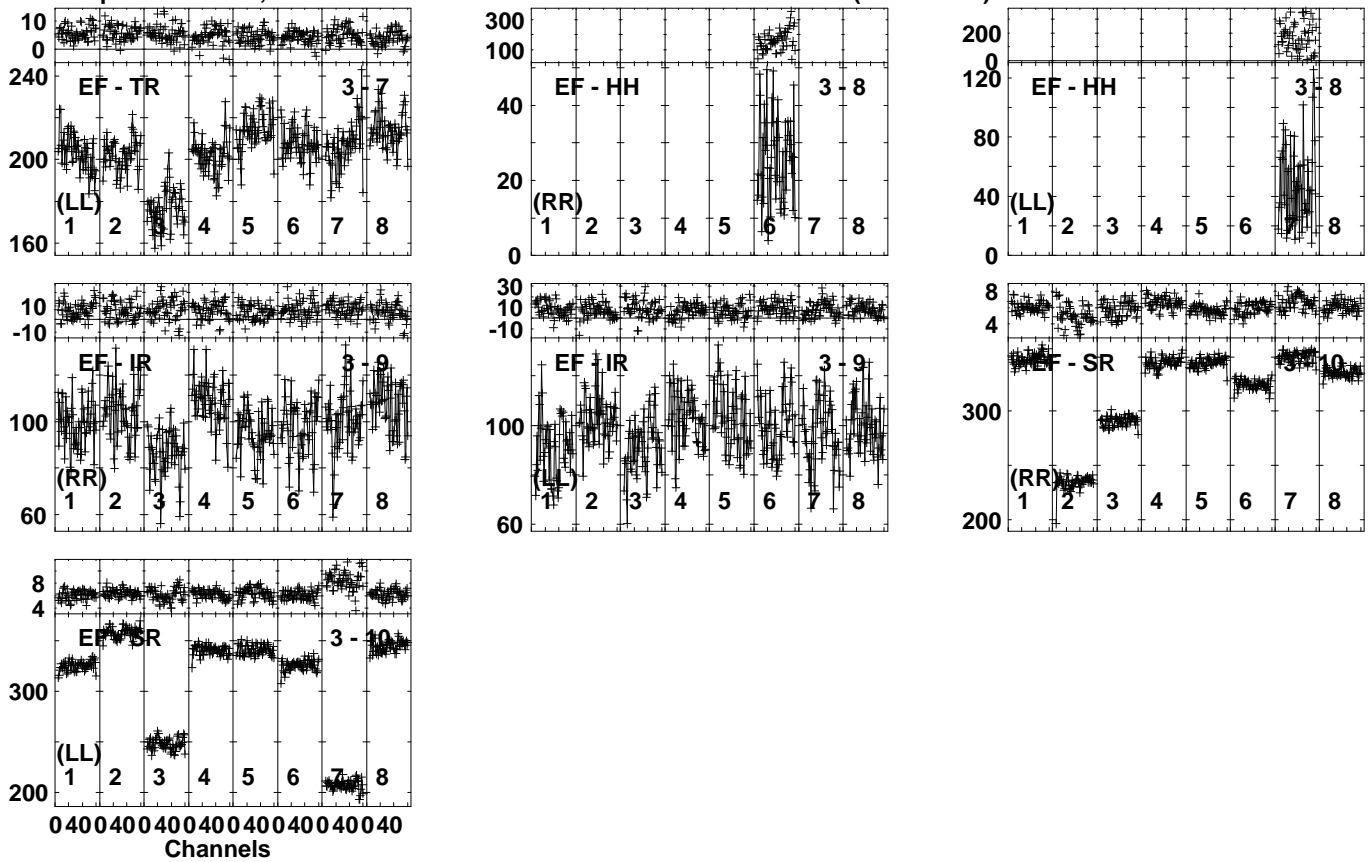 10
0
240
EF - TR 3 - 7
200
(LL)
1 2 3 4 5 6 7 8
160
300
100
EF - HH 3 - 8
40
20
(RR)
1 2 3 4 5 6 7 8
0
200
0
120
EF - HH 3 - 8
80
40
(LL)
1 2 3 4 5 6 7 8
0
10
-10
EF - IR 3 - 9
100
(RR)
1 2 3 4 5 6 7 8
60
30
10
-10
EF - IR 3 - 9
100
(LL)
1 2 3 4 5 6 7 8
60
8
4
EF - SR 3 - 10
300
(RR)
1 2 3 4 5 6 7 8
200
8
4
EF - SR 3 - 10
300
(LL)
1 2 3 4 5 6 7 8
200
0 40 0 40 0 40 0 40 0 40 0 40 0 40 0 40
Channels